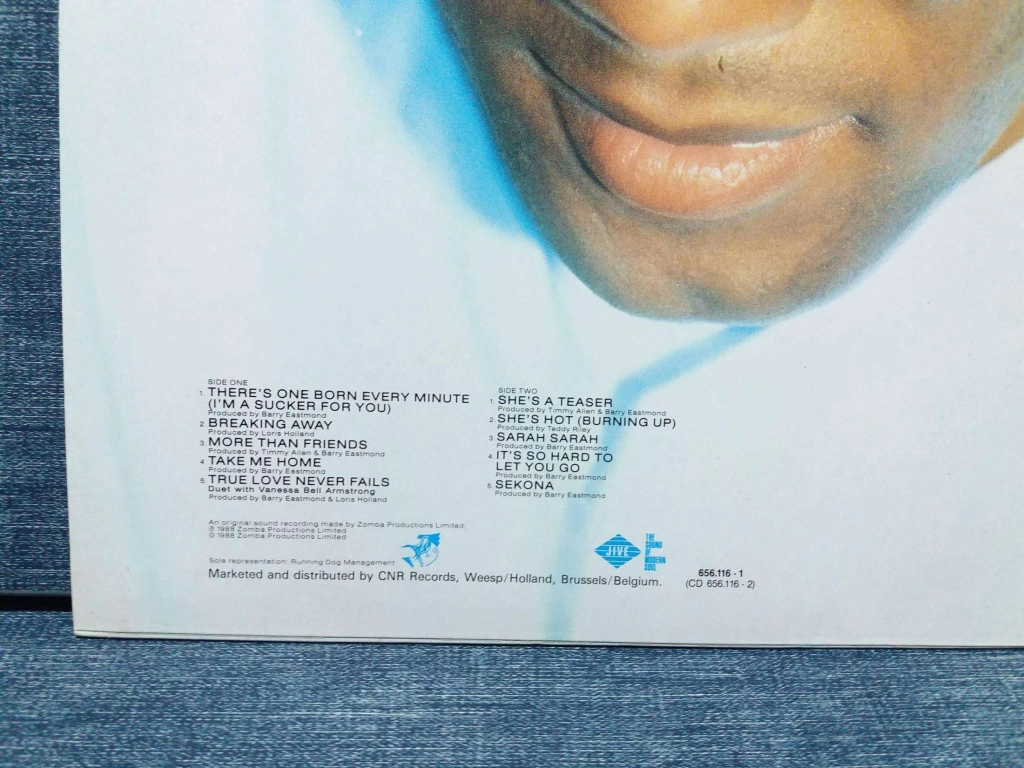 SIDE ONE
1. THERE'S ONE BORN EVERY MINUTE
(I'M A SUCKER FOR YOU)
Produced by Barry Eastmond
2. BREAKING AWAY
Produced by Loris Holland
3. MORE THAN FRIENDS
Produced by Timmy Allen & Barry Eastmond
4. TAKE ME HOME
Produced by Barry Eastmond
5. TRUE LOVE NEVER FAILS
Duet with Vanessa Bell Armstrong
Produced by Barry Eastmond & Loris Holland
SIDE TWO
1. SHE'S A TEASER
Produced by Timmy Allen & Barry Eastmond
2. SHE'S HOT (BURNING UP)
Produced by Teddy Riley
3. SARAH SARAH
Produced by Barry Eastmond
4. IT'S SO HARD TO
LET YOU GO
Produced by Barry Eastmond
5. SEKONA
Produced by Barry Eastmond
An original sound recording made by Zomba Productions Limited
℗ 1988 Zomba Productions Limited
© 1988 Zomba Productions Limited
Sole representation: Running Dog Management
JIVE
THE
SOUND
OF
MODERN
SOUL
Marketed and distributed by CNR Records, Weesp/Holland, Brussels/Belgium.
656.116 - 1
(CD 656.116 - 2)